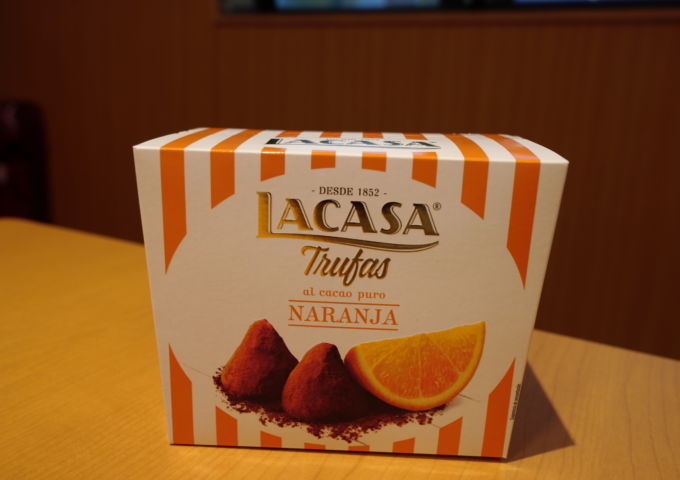 LACASA
- DESDE 1852 -
LACASA®
Trufas
al cacao puro
NARANJA